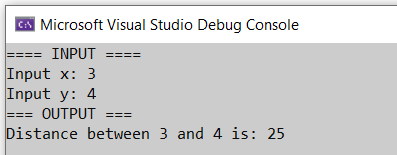 Microsoft Visual Studio Debug Console
==== INPUT ====
Input x: 3
Input y: 4
=== OUTPUT ===
Distance between 3 and 4 is: 25